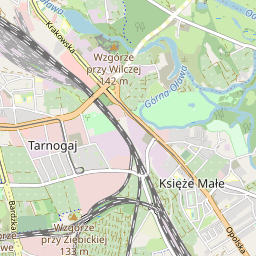 Krakowska
Wzgórze
przy Wilczej
142 m
Górna Oława
Tarnogaj
Księże Małe
Bardzka
Opolska
Wzgórze
przy Ziębickiej
133 m